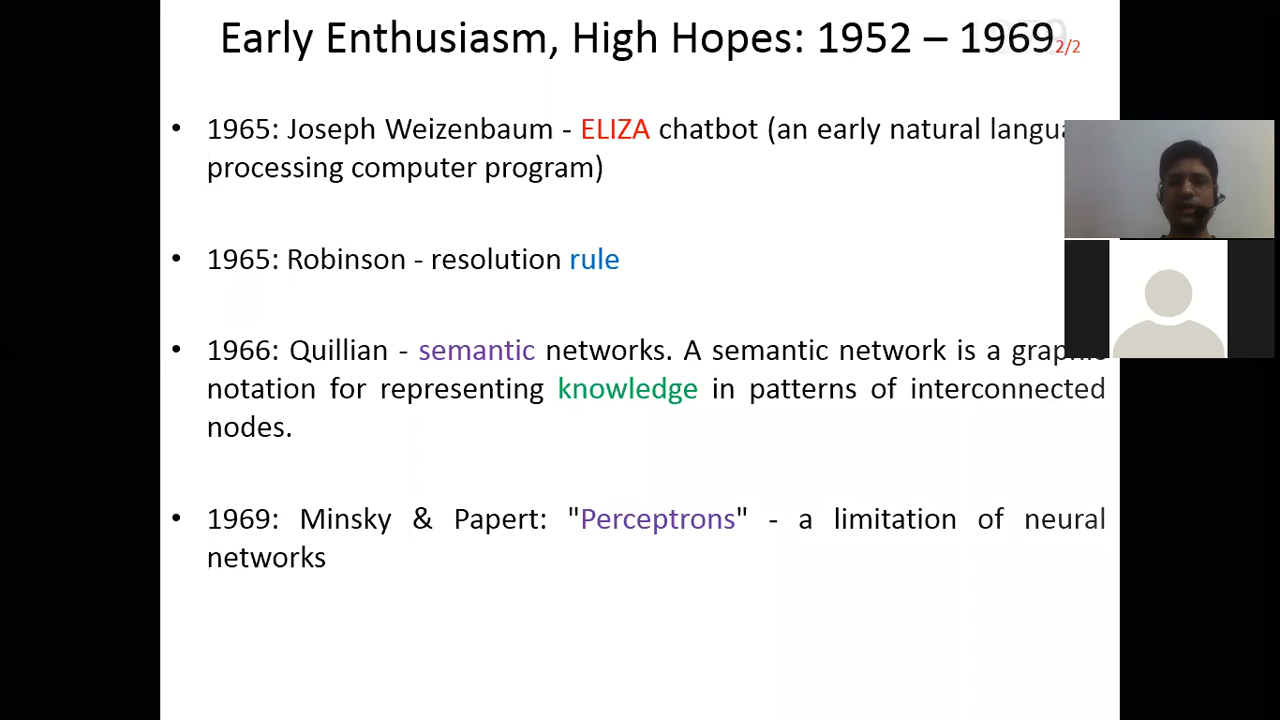 Early Enthusiasm, High Hopes: 1952 – 1969 2/2
• 1965: Joseph Weizenbaum - ELIZA chatbot (an early natural
processing computer program)
• 1965: Robinson - resolution rule
• 1966: Quillian - semantic networks. A semantic network is a
notation for representing knowledge in patterns of interconnected
nodes.
• 1969: Minsky & Papert: "Perceptrons" - a limitation of neural
networks